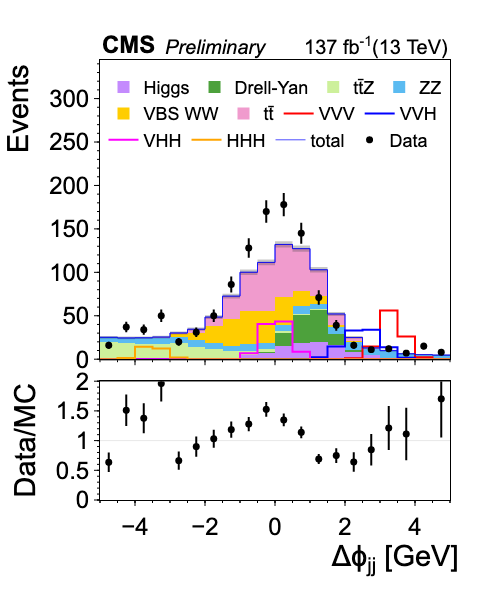 CMS Preliminary 137 fb⁻¹(13 TeV)
Events
Higgs Drell-Yan tt̄Z ZZ
VBS WW tt̄ VVV VVH
VHH HHH total Data
300
250
200
150
100
50
0
Data/MC
2
1.5
1
0.5
0
−4 −2 0 2 4
Δϕjj [GeV]